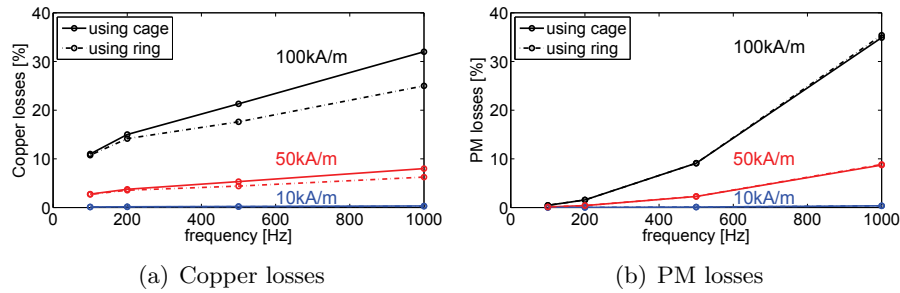 using cage
using ring
100kA/m
50kA/m
10kA/m
Copper losses [%]
40
30
20
10
0
0 200 400 600 800 1000
frequency [Hz]
(a) Copper losses
using cage
using ring
100kA/m
50kA/m
10kA/m
PM losses [%]
40
30
20
10
0
0 200 400 600 800 1000
frequency [Hz]
(b) PM losses